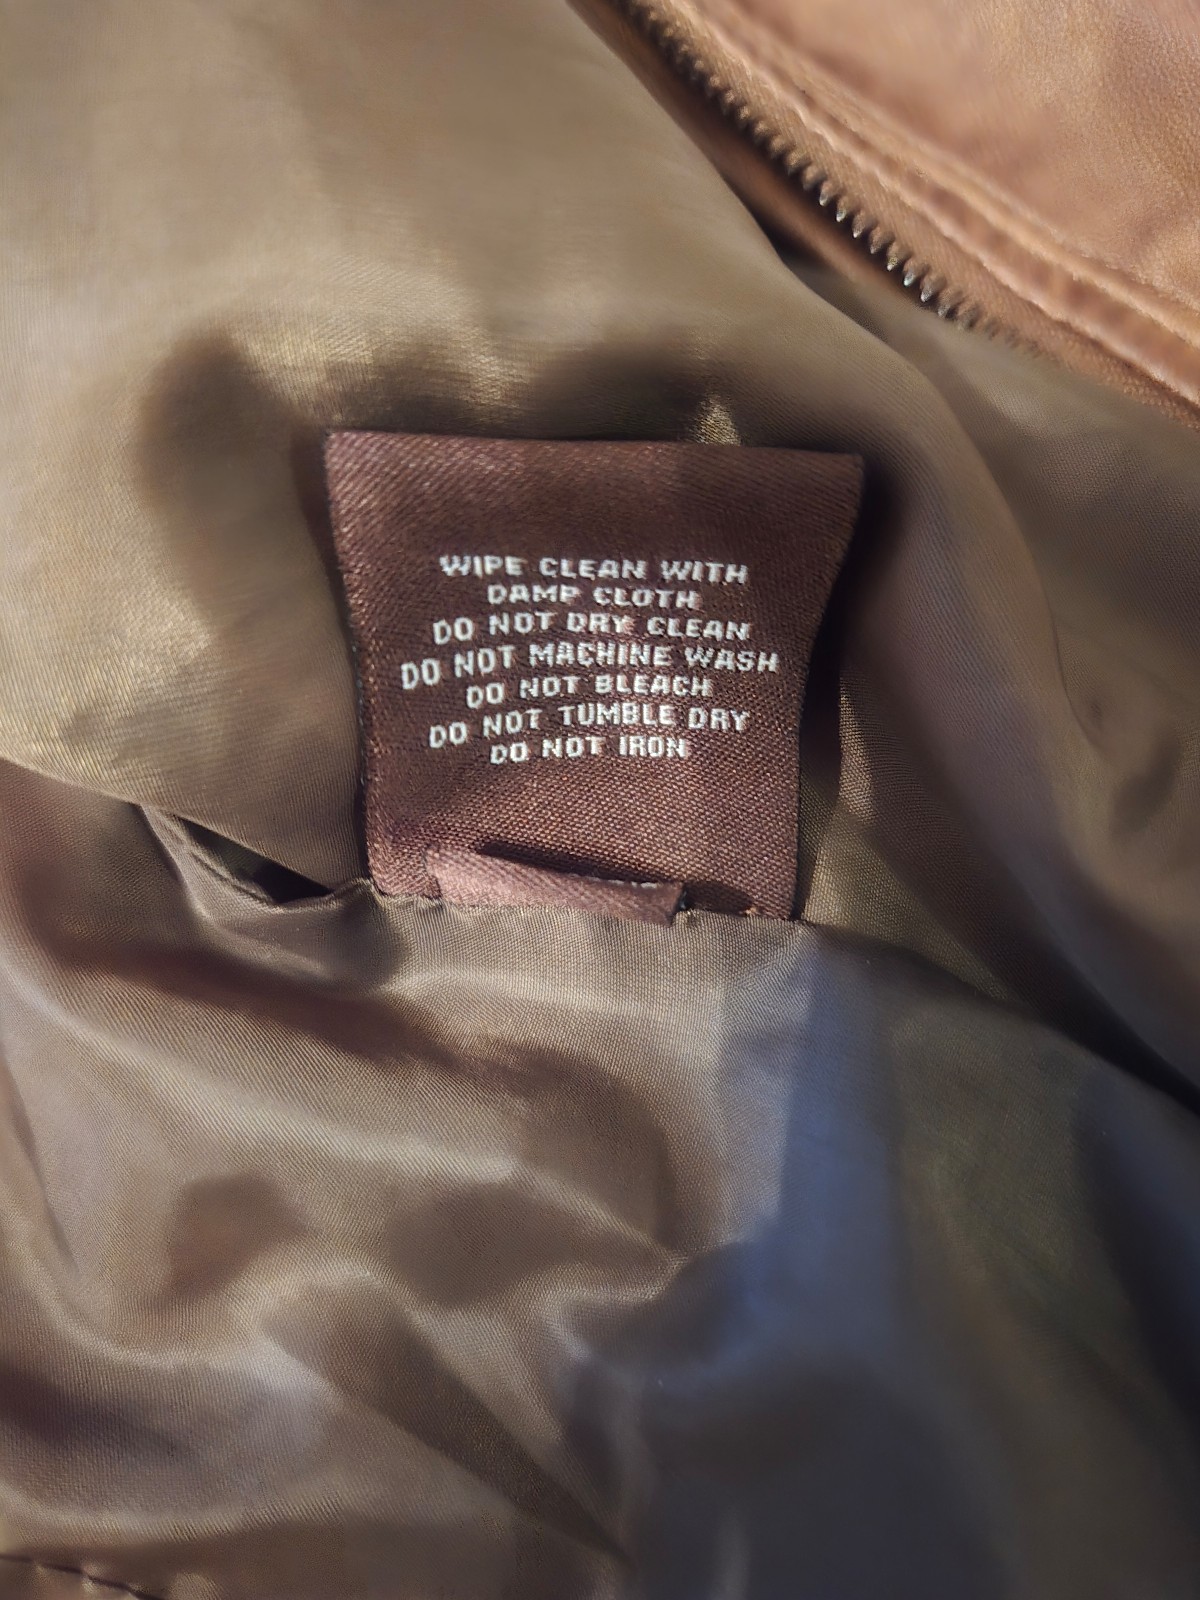 WIPE CLEAN WITH
DAMP CLOTH
DO NOT DRY CLEAN
DO NOT MACHINE WASH
DO NOT BLEACH
DO NOT TUMBLE DRY
DO NOT IRON